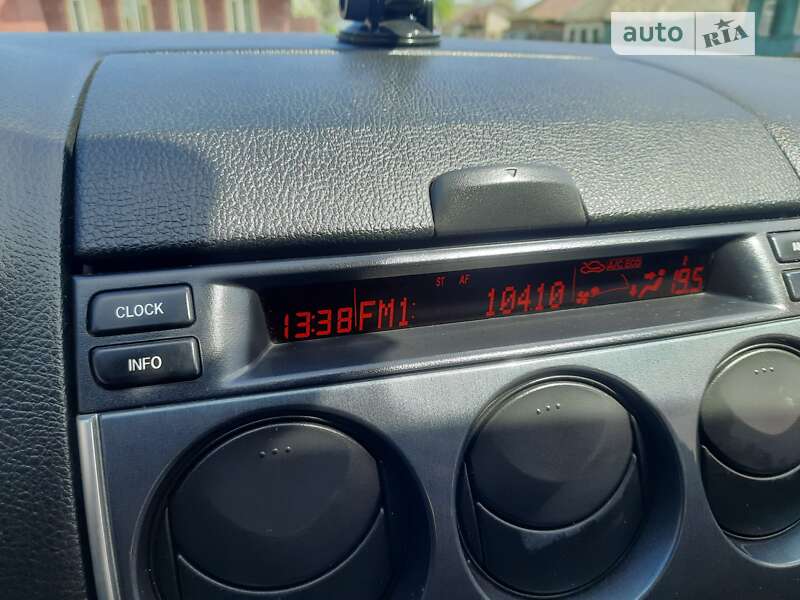 auto RIA
ST AF A/C ECO
13:38 FM1 104.10 19.5
CLOCK
INFO